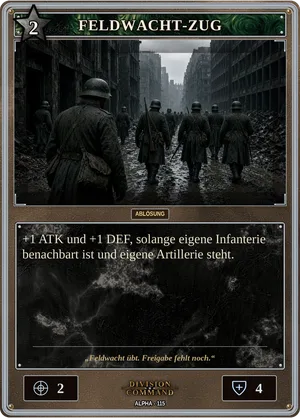 2
FELDWACHT-ZUG
ABLÖSUNG
+1 ATK und +1 DEF, solange eigene Infanterie
benachbart ist und eigene Artillerie steht.
„Feldwacht übt. Freigabe fehlt noch.“
2
DIVISION
COMMAND
ALPHA 115
4